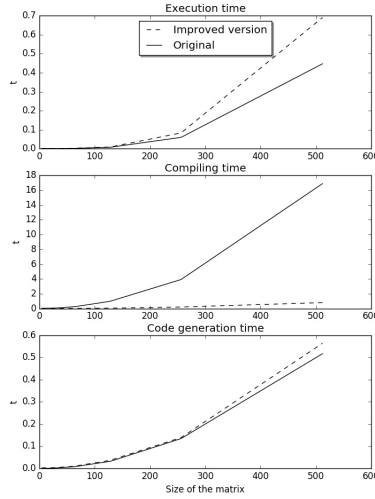 Execution time
0.7
0.6
0.5
0.4
0.3
0.2
0.1
0.0
t
Improved version
Original
0 100 200 300 400 500 600
Compiling time
18
16
14
12
10
8
6
4
2
0
t
0 100 200 300 400 500 600
Code generation time
0.6
0.5
0.4
0.3
0.2
0.1
0.0
t
0 100 200 300 400 500 600
Size of the matrix